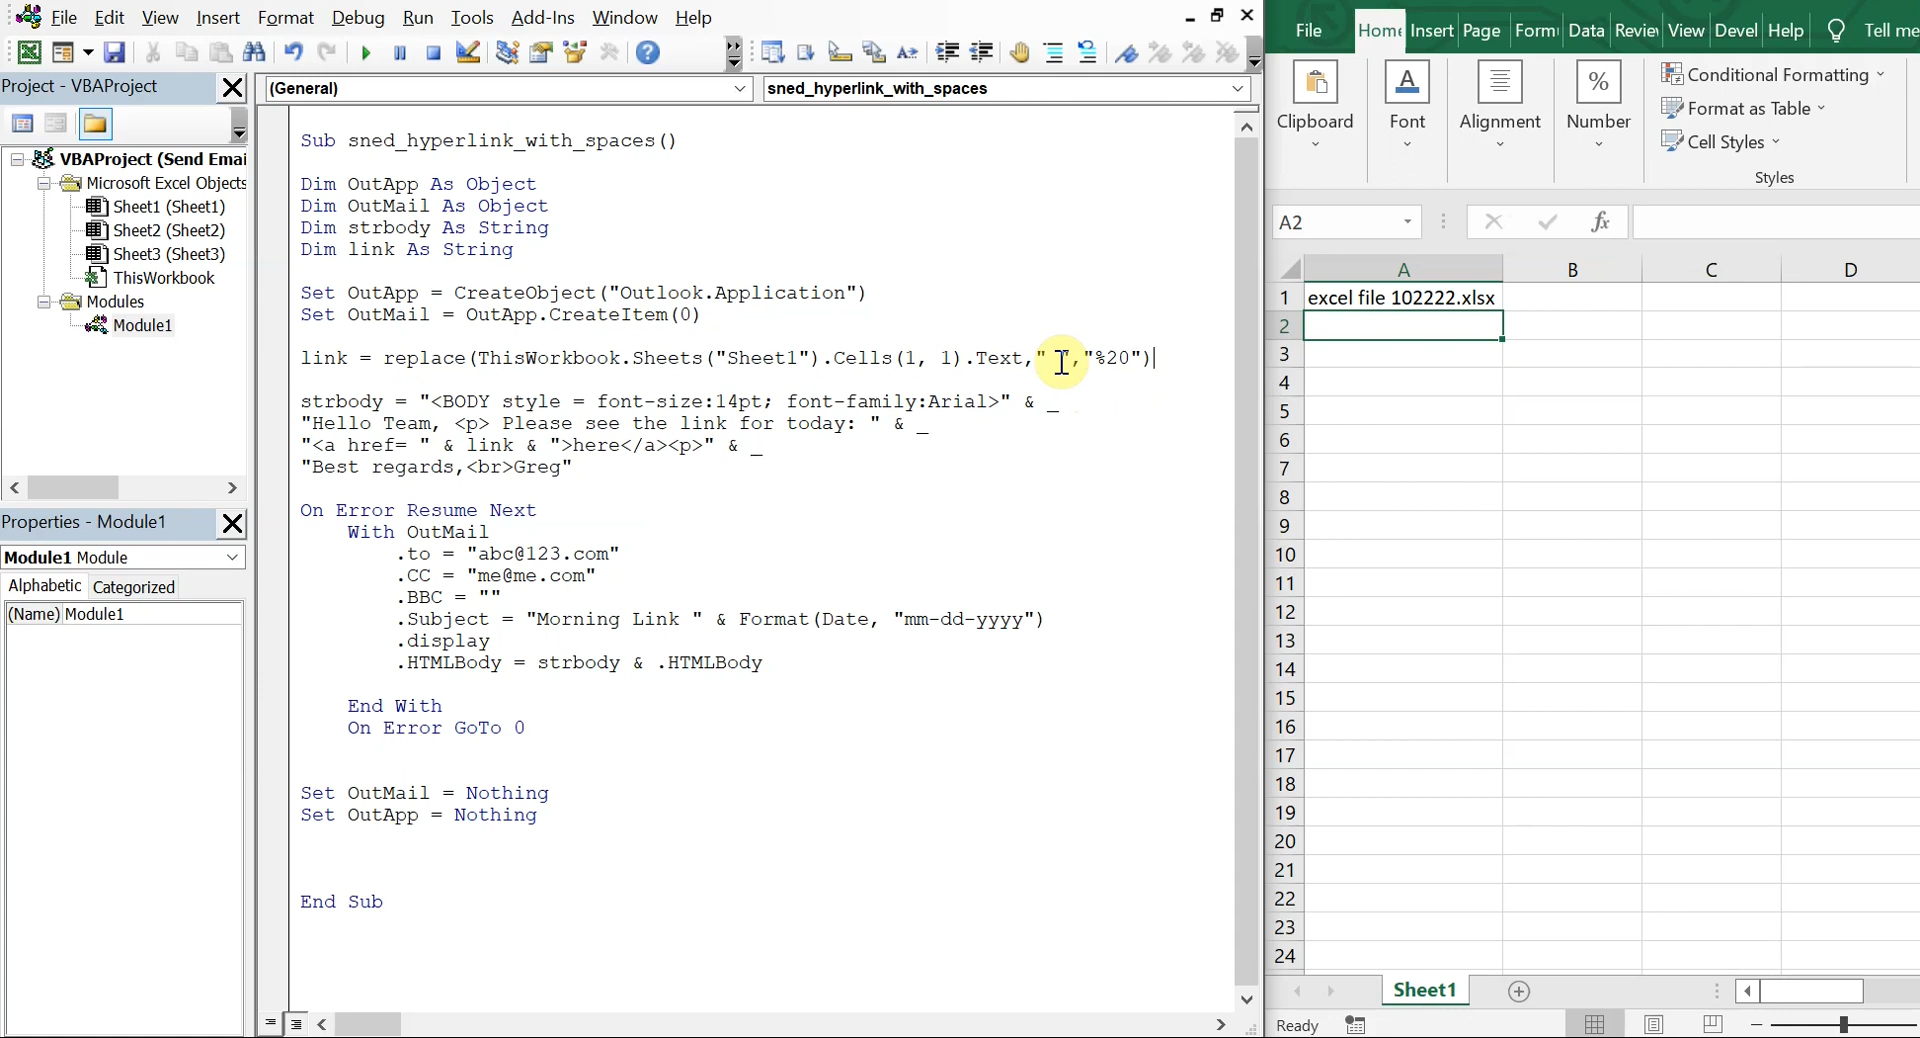 File Edit View Insert Format Debug Run Tools Add-Ins Window Help
Project - VBAProject
VBAProject (Send Emai
Microsoft Excel Objects
Sheet1 (Sheet1)
Sheet2 (Sheet2)
Sheet3 (Sheet3)
ThisWorkbook
Modules
Module1
Properties - Module1
Module1 Module
Alphabetic Categorized
(Name) Module1
(General) sned_hyperlink_with_spaces
Sub sned_hyperlink_with_spaces()
Dim OutApp As Object
Dim OutMail As Object
Dim strbody As String
Dim link As String
Set OutApp = CreateObject("Outlook.Application")
Set OutMail = OutApp.CreateItem(0)
link = replace(ThisWorkbook.Sheets("Sheet1").Cells(1, 1).Text," ","%20")
strbody = "<BODY style = font-size:14pt; font-family:Arial>" & _
"Hello Team, <p> Please see the link for today: " & _
"<a href= " & link & ">here</a><p>" & _
"Best regards,<br>Greg"
On Error Resume Next
With OutMail
.to = "abc@123.com"
.CC = "me@me.com"
.BBC = ""
.Subject = "Morning Link " & Format(Date, "mm-dd-yyyy")
.display
.HTMLBody = strbody & .HTMLBody
End With
On Error GoTo 0
Set OutMail = Nothing
Set OutApp = Nothing
End Sub
File Home Insert Page Form Data Review View Devel Help Tell me
Clipboard Font Alignment Number
Conditional Formatting
Format as Table
Cell Styles
Styles
A2 fx
A B C D
1 excel file 102222.xlsx
2
3
4
5
6
7
8
9
10
11
12
13
14
15
16
17
18
19
20
21
22
23
24
Sheet1
Ready